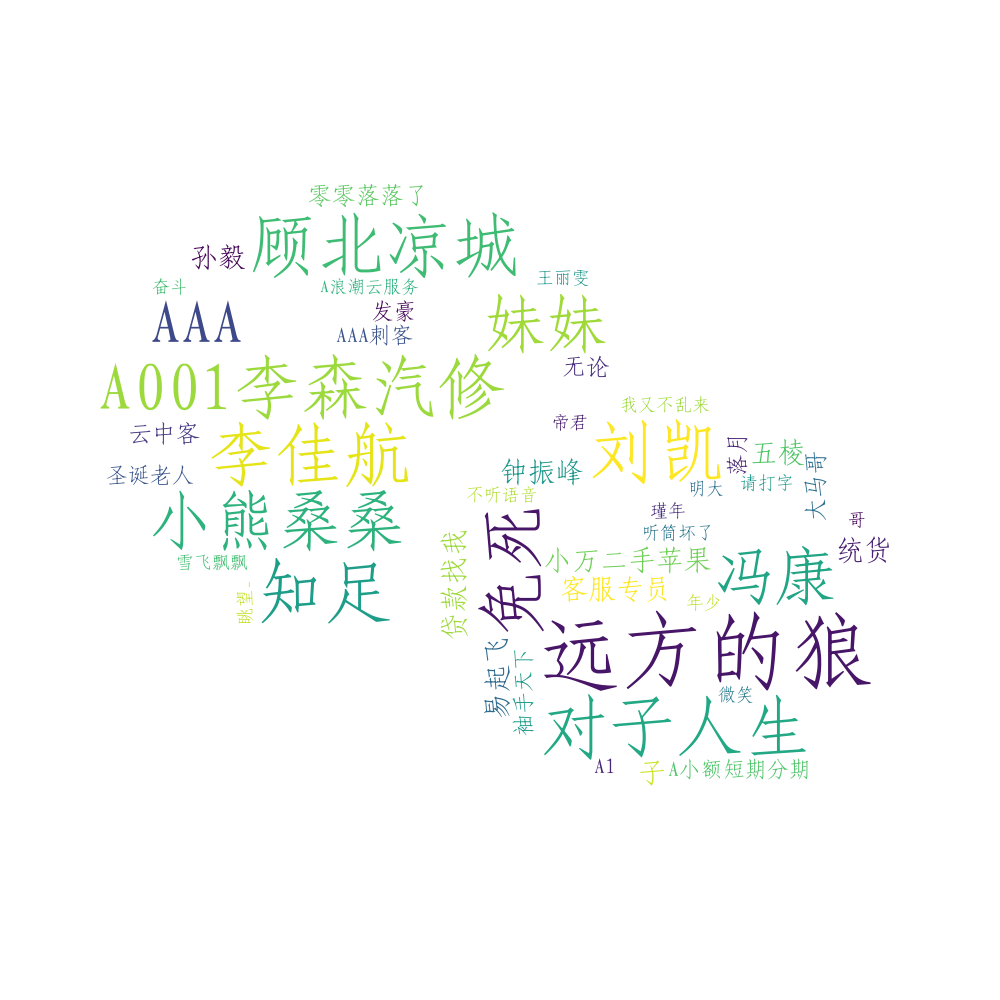 零零落落了
顾北凉城
孙毅
奋斗
A浪潮云服务
王丽雯
AAA
发豪
妹妹
AAA刺客
无论
A001李森汽修
我又不乱来
云中客
李佳航
帝君
刘凯
落月
五棱
圣诞老人
钟振峰
大马哥
请打字
不听语音
明大
小熊桑桑
瑾年
哥
免死
听筒坏了
统货
雪飞飘飘
贷款找我
小万二手苹果
冯康
知足
客服专员
眺望_
年少
远方的狼
易起飞
袖手天下
微笑
对子人生
A1
子
A小额短期分期